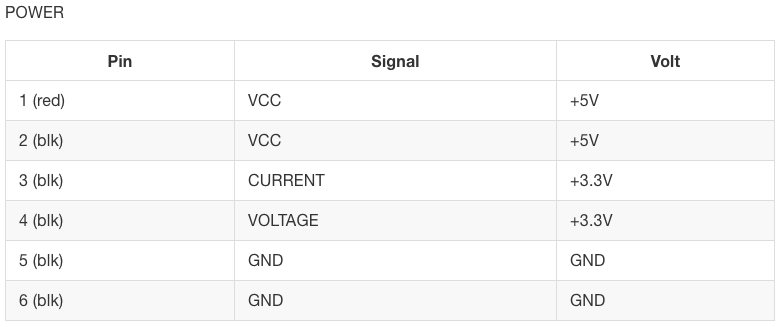 POWER
Pin Signal Volt
1 (red) VCC +5V
2 (blk) VCC +5V
3 (blk) CURRENT +3.3V
4 (blk) VOLTAGE +3.3V
5 (blk) GND GND
6 (blk) GND GND